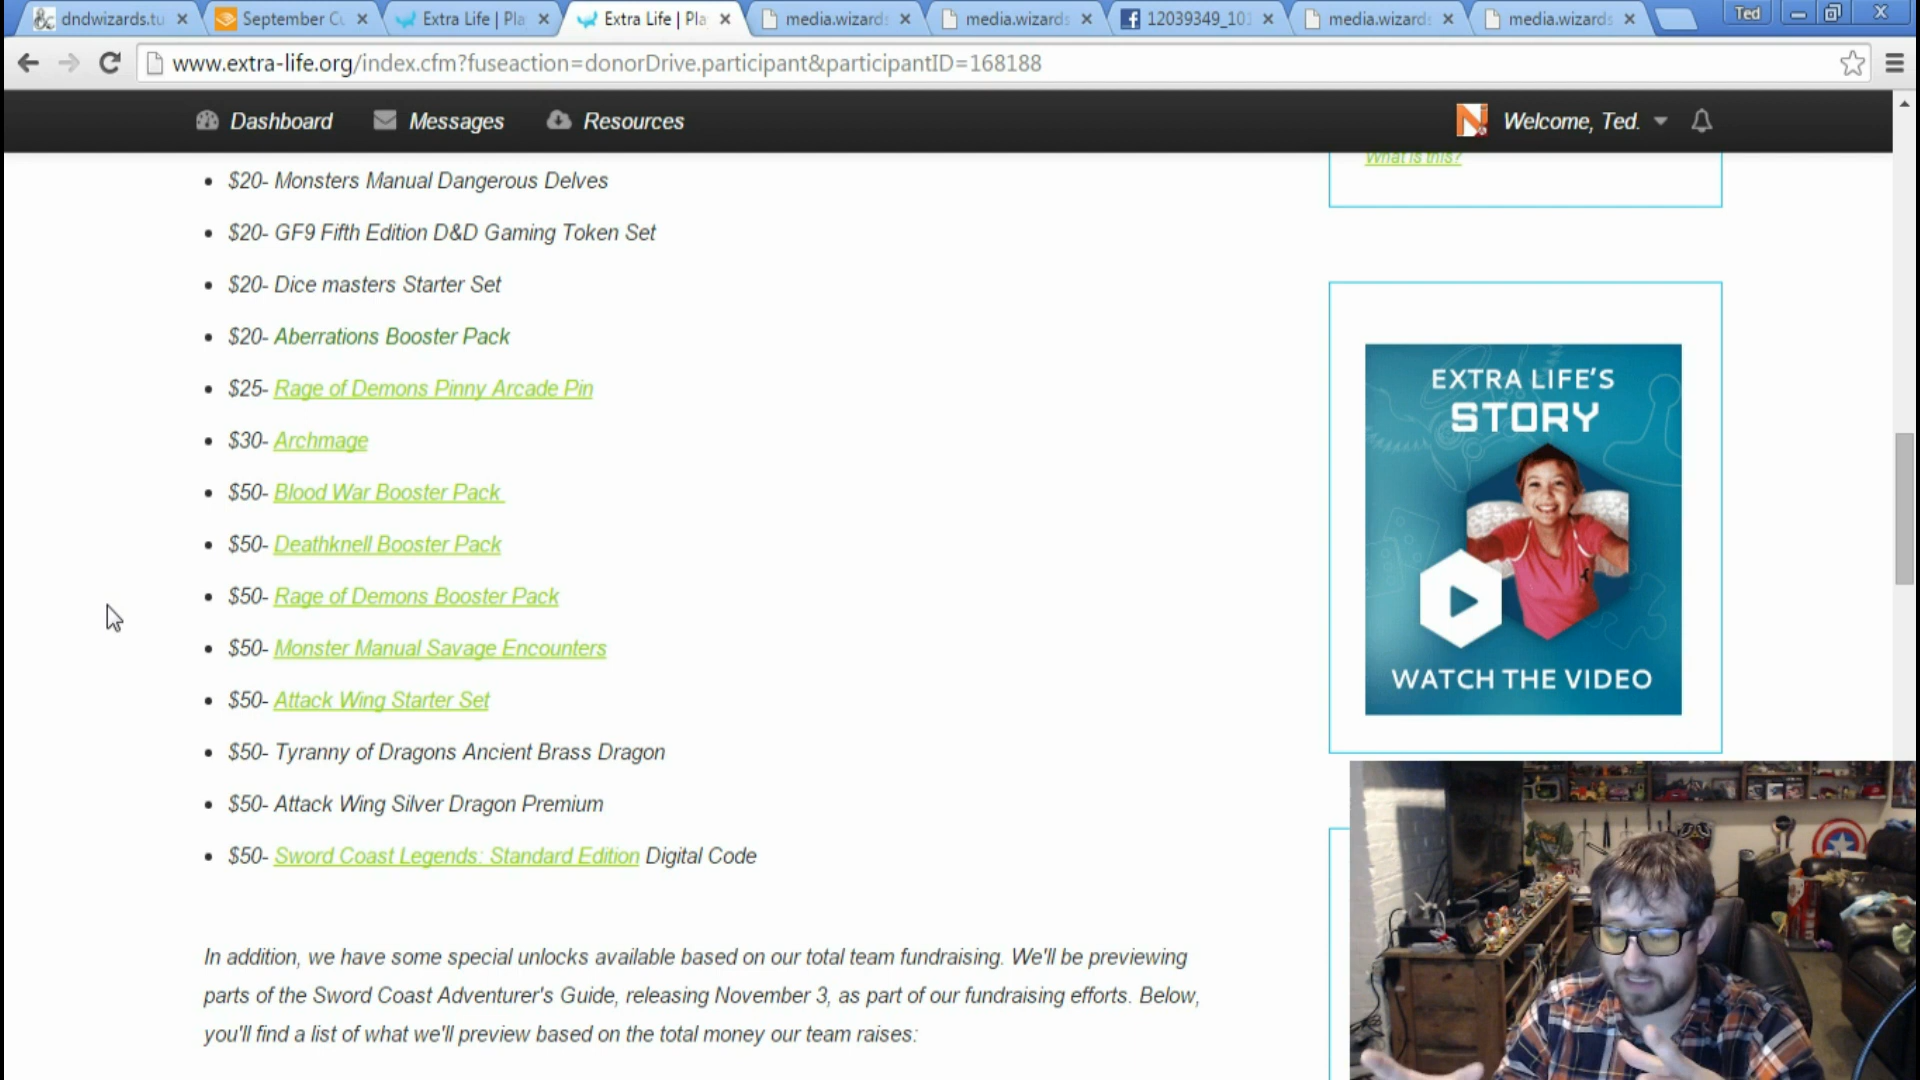 dndwizards.tu
September Cu
Extra Life | Pla
Extra Life | Pla
media.wizards
media.wizards
12039349_101
media.wizards
media.wizards
Ted
www.extra-life.org/index.cfm?fuseaction=donorDrive.participant&participantID=168188
Dashboard
Messages
Resources
Welcome, Ted.
What is this?
• $20- Monsters Manual Dangerous Delves
• $20- GF9 Fifth Edition D&D Gaming Token Set
• $20- Dice masters Starter Set
• $20- Aberrations Booster Pack
• $25- Rage of Demons Pinny Arcade Pin
• $30- Archmage
• $50- Blood War Booster Pack
• $50- Deathknell Booster Pack
• $50- Rage of Demons Booster Pack
• $50- Monster Manual Savage Encounters
• $50- Attack Wing Starter Set
• $50- Tyranny of Dragons Ancient Brass Dragon
• $50- Attack Wing Silver Dragon Premium
• $50- Sword Coast Legends: Standard Edition Digital Code
In addition, we have some special unlocks available based on our total team fundraising. We'll be previewing
parts of the Sword Coast Adventurer's Guide, releasing November 3, as part of our fundraising efforts. Below,
you'll find a list of what we'll preview based on the total money our team raises:
EXTRA LIFE'S
STORY
WATCH THE VIDEO